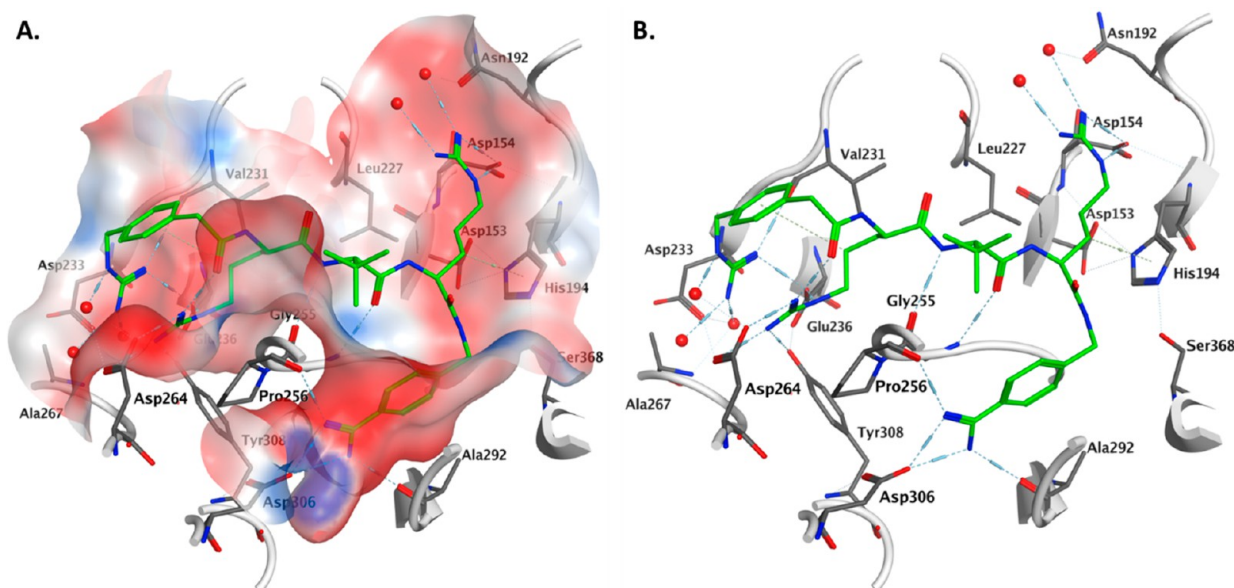 A.
Asn192
Asp154
Leu227
Val231
Asp153
Asp233
His194
Gly255
Glu236
Ser368
Pro256
Asp264
Ala267
Tyr308
Ala292
Asp306
B.
Asn192
Asp154
Leu227
Val231
Asp153
Asp233
His194
Gly255
Glu236
Ser368
Pro256
Asp264
Ala267
Tyr308
Ala292
Asp306